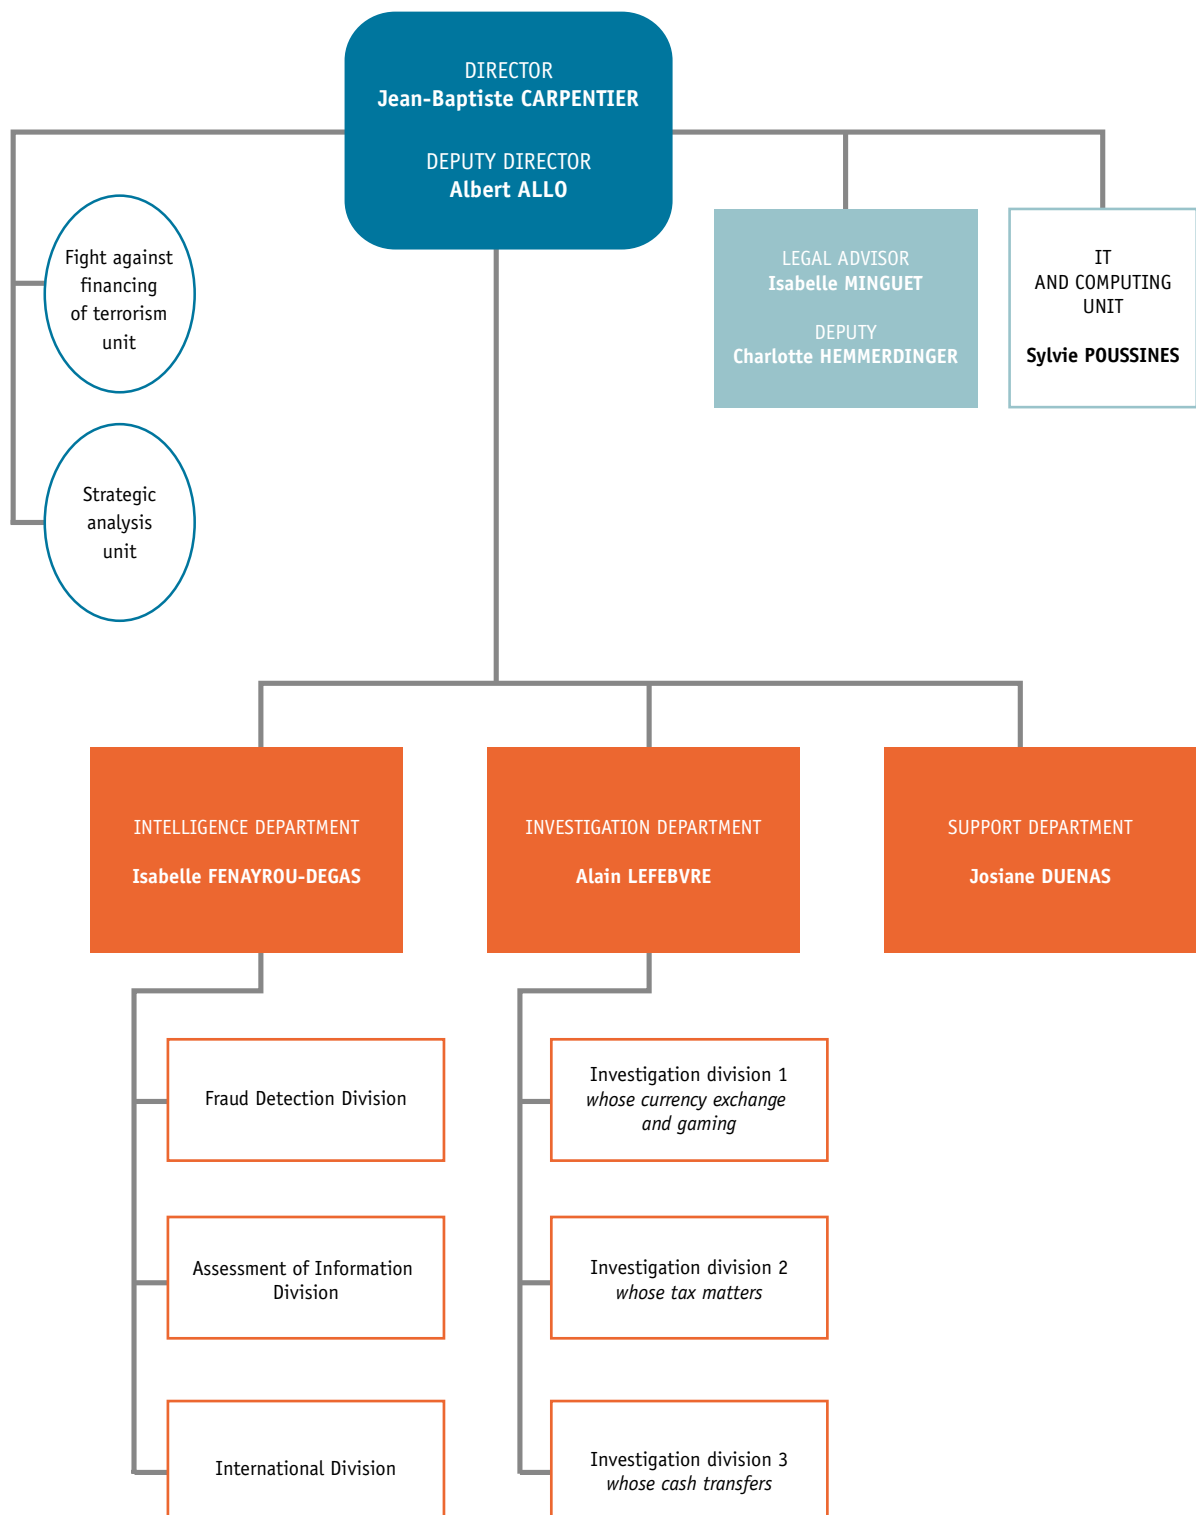 DIRECTOR
Jean-Baptiste CARPENTIER
DEPUTY DIRECTOR
Albert ALLO
Fight against
financing
of terrorism
unit
Strategic
analysis
unit
LEGAL ADVISOR
Isabelle MINGUET
DEPUTY
Charlotte HEMMERDINGER
IT
AND COMPUTING
UNIT
Sylvie POUSSINES
INTELLIGENCE DEPARTMENT
Isabelle FENAYROU-DEGAS
INVESTIGATION DEPARTMENT
Alain LEFEBVRE
SUPPORT DEPARTMENT
Josiane DUENAS
Fraud Detection Division
Assessment of Information
Division
International Division
Investigation division 1
whose currency exchange
and gaming
Investigation division 2
whose tax matters
Investigation division 3
whose cash transfers